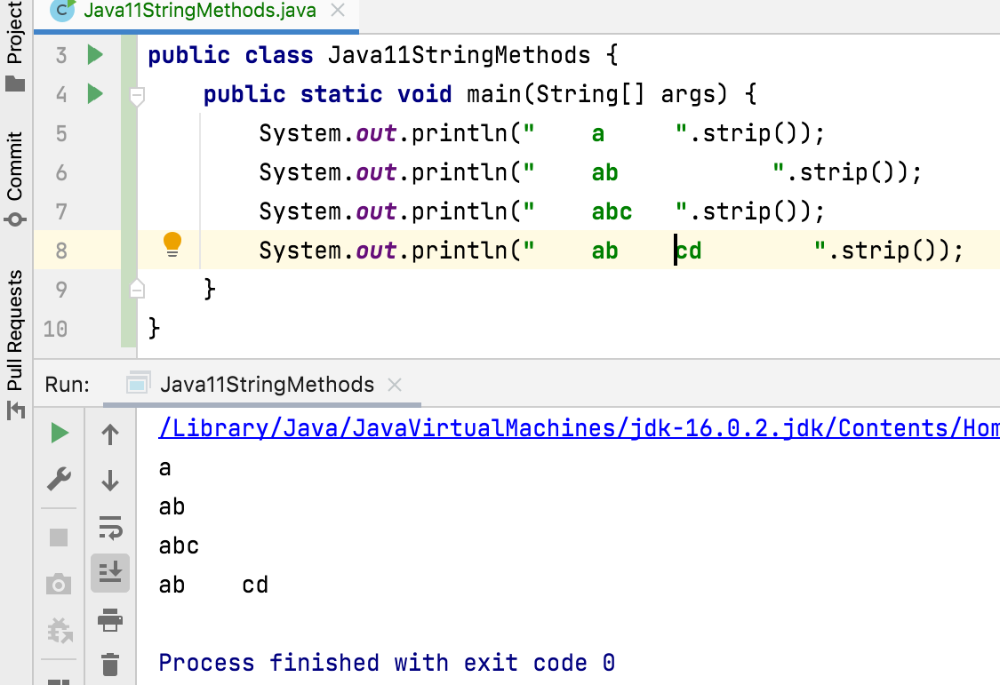 Java11StringMethods.java
Project
Commit
Pull Requests
3 public class Java11StringMethods {
4     public static void main(String[] args) {
5         System.out.println("    a     ".strip());
6         System.out.println("    ab           ".strip());
7         System.out.println("    abc   ".strip());
8         System.out.println("    ab    cd        ".strip());
9     }
10 }
Run: Java11StringMethods
/Library/Java/JavaVirtualMachines/jdk-16.0.2.jdk/Contents/Hom
a
ab
abc
ab    cd
Process finished with exit code 0